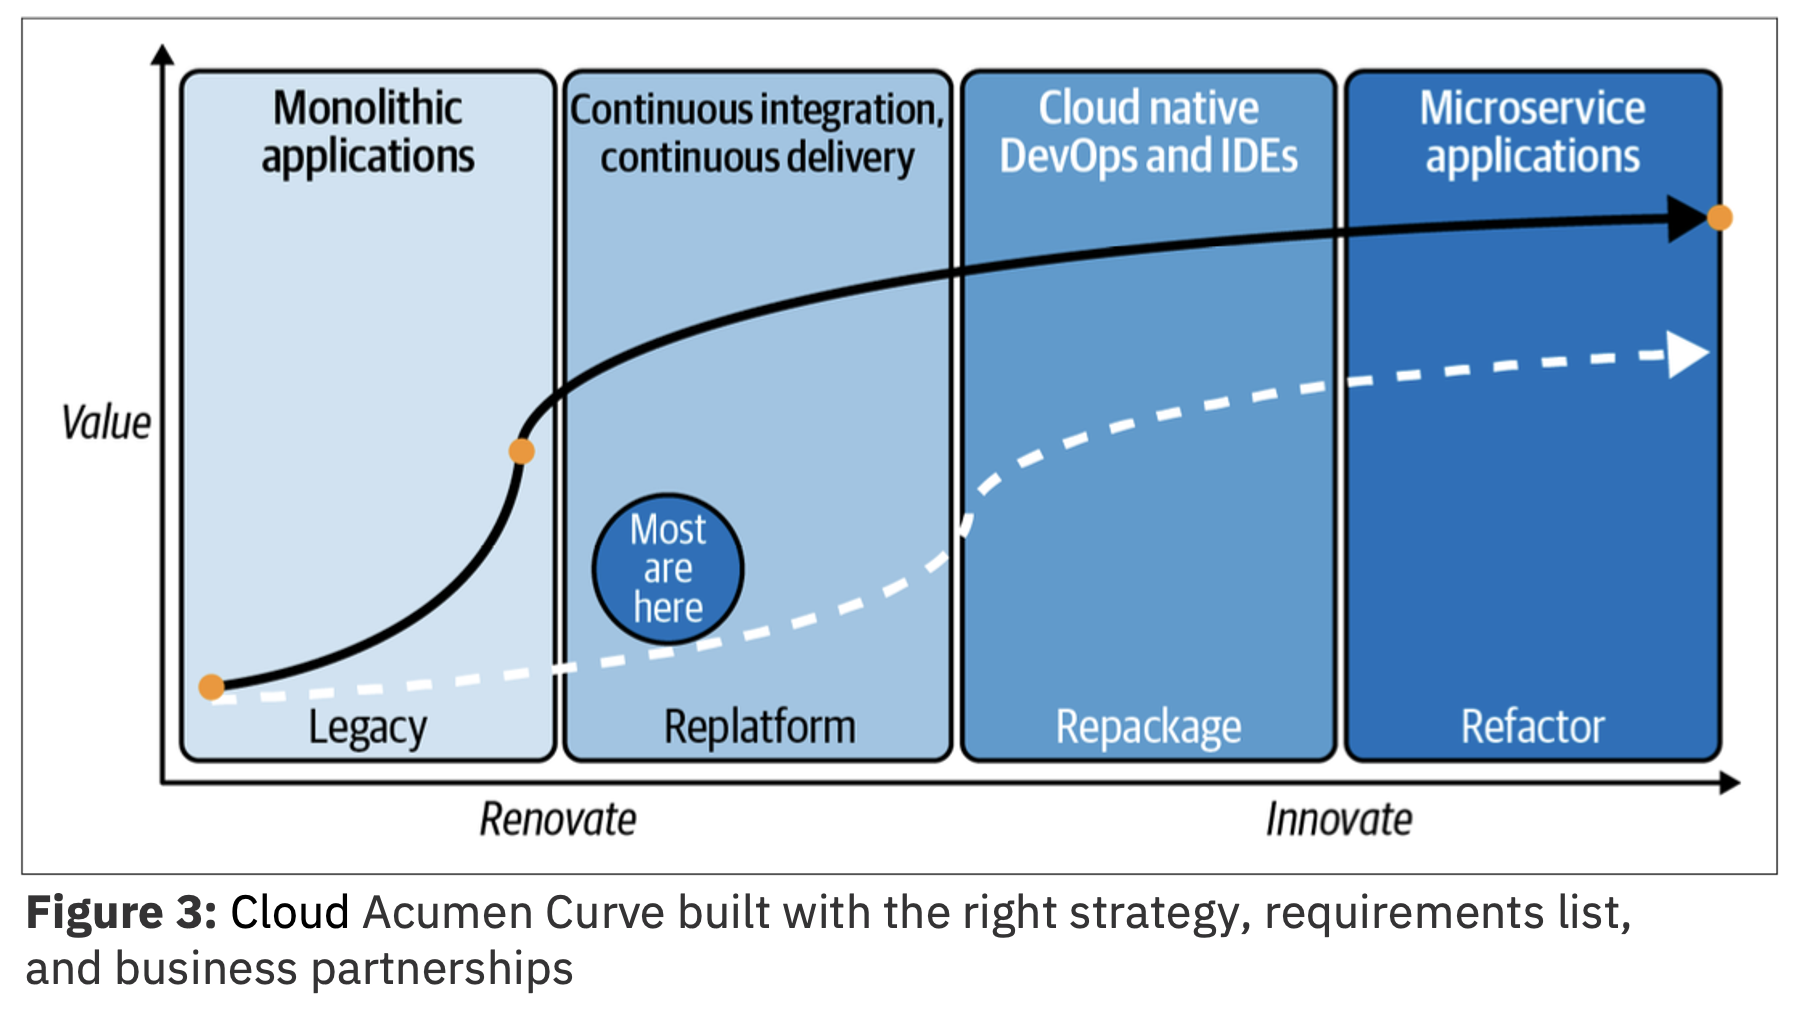 Monolithic
applications
Continuous integration,
continuous delivery
Cloud native
DevOps and IDEs
Microservice
applications
Value
Most
are
here
Legacy
Replatform
Repackage
Refactor
Renovate
Innovate
Figure 3: Cloud Acumen Curve built with the right strategy, requirements list,
and business partnerships